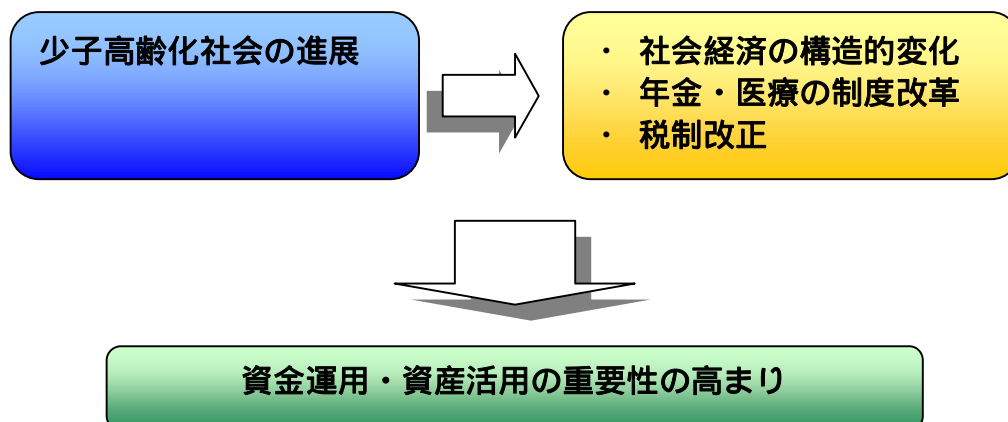 少子高齢化社会の進展
・ 社会経済の構造的変化
・ 年金・医療の制度改革
・ 税制改正
資金運用・資産活用の重要性の高まり